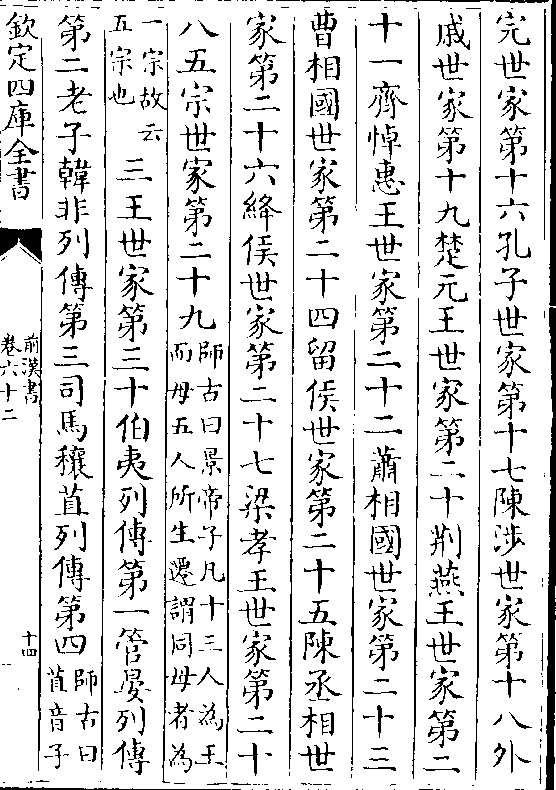 完世家第十六孔子世家第十七陳涉世家第十八外
戚世家第十九楚元王世家第二十荆燕王世家第二
十一齊悼惠王世家第二十二蕭相國世家第二十三
曹相國世家第二十四留侯世家第二十五陳丞相世
家第二十六絳侯世家第二十七梁孝王世家第二十
八五宗世家第二十九師古曰景帝子凡十三人為王
而母五人所生遷謂同母者為
一宗故云
五宗也
三王世家第三十伯夷列傳第一管晏列傳
第二老子韓非列傳第三司馬穰苴列傳第四師古曰
苴音子
欽定四庫全書
前漢書
卷六十二
十四